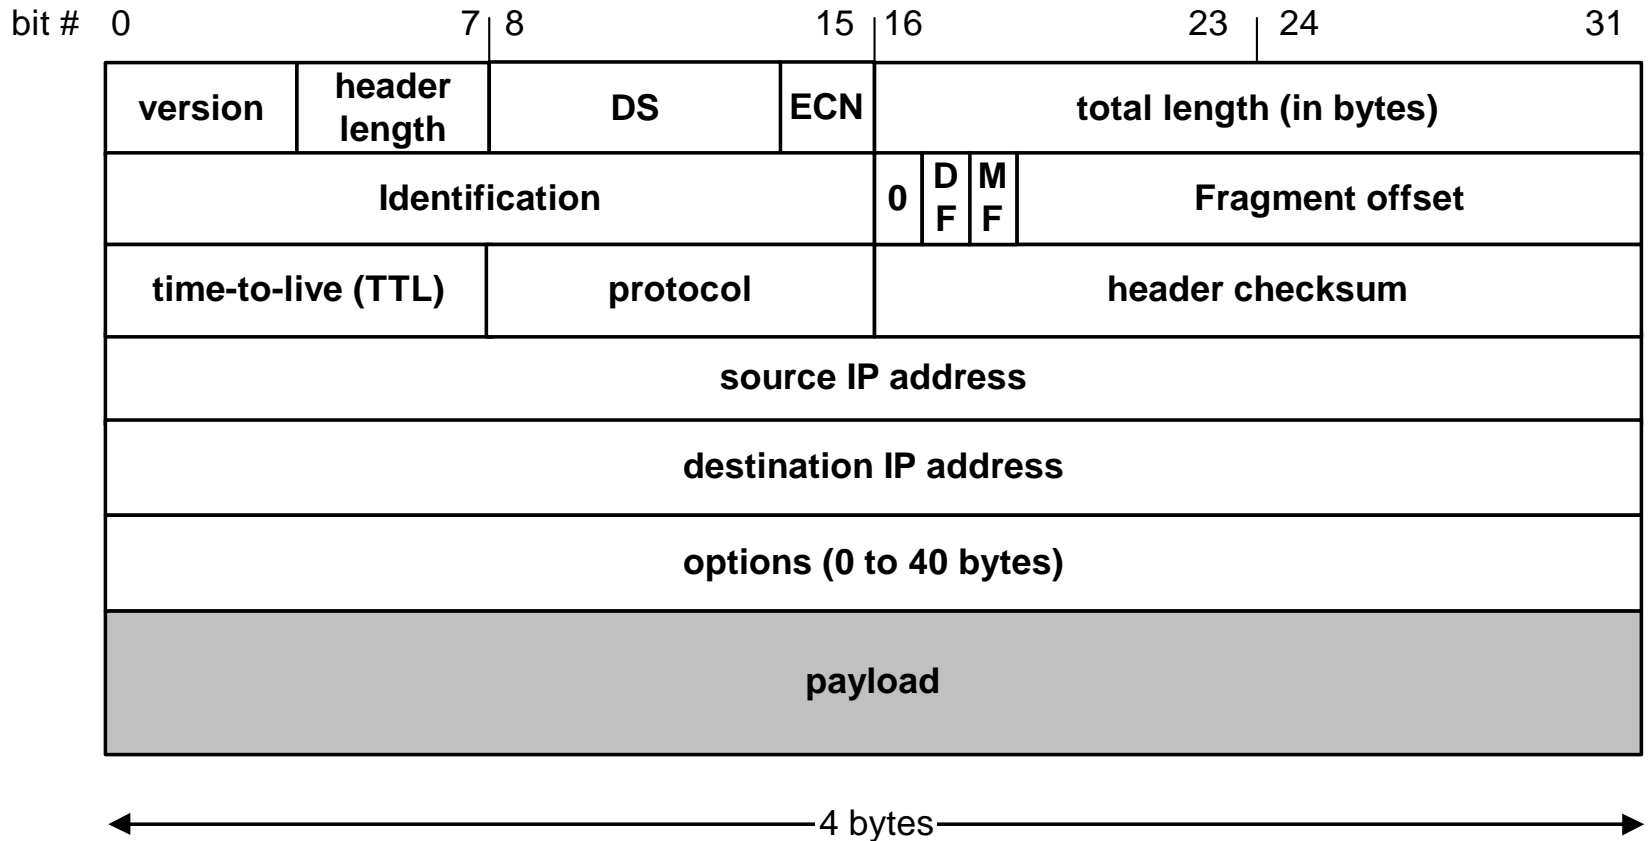 bit # 0 7 8 15 16 23 24 31
version header length DS ECN total length (in bytes)
Identification 0 DF MF Fragment offset
time-to-live (TTL) protocol header checksum
source IP address
destination IP address
options (0 to 40 bytes)
payload
4 bytes